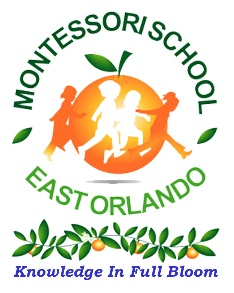 MONTESSORI SCHOOL
EAST ORLANDO
Knowledge In Full Bloom